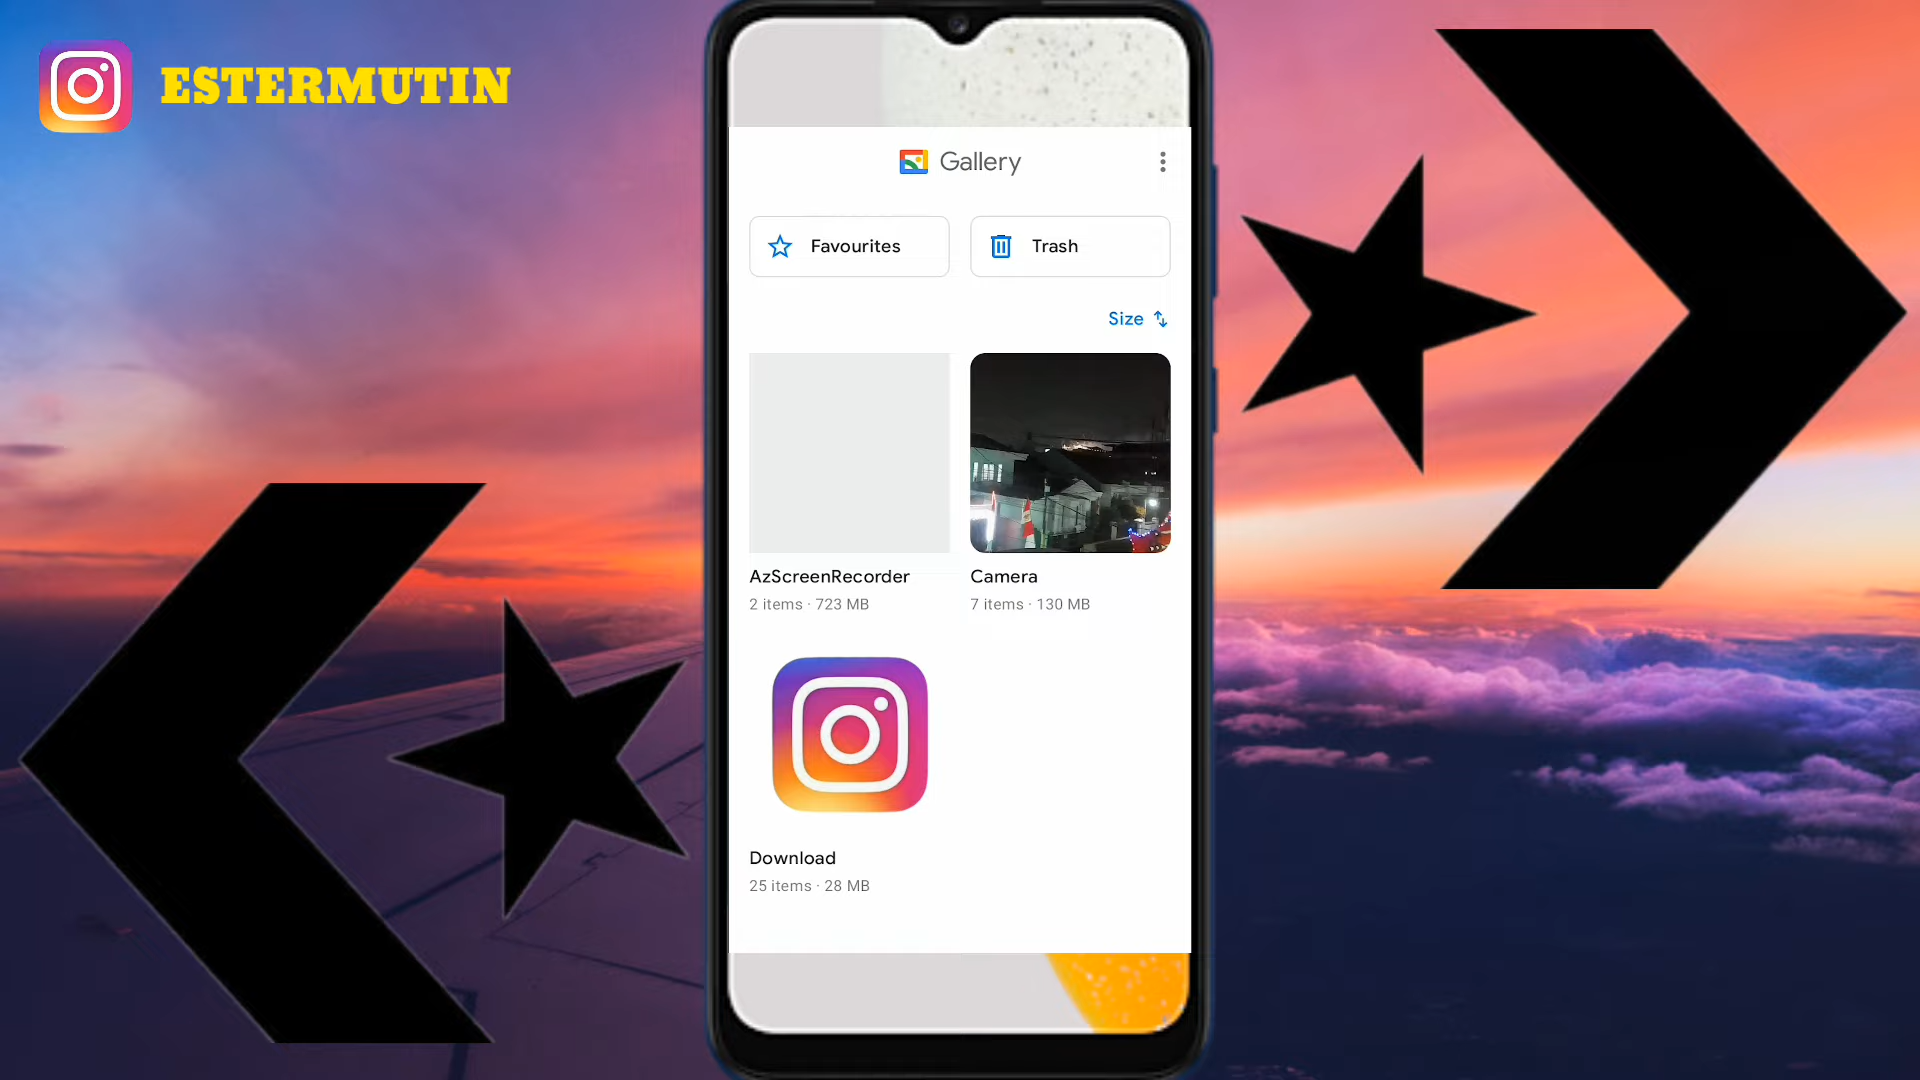 ESTERMUTIN
Gallery
Favourites
Trash
Size
AzScreenRecorder
2 items · 723 MB
Camera
7 items · 130 MB
Download
25 items · 28 MB